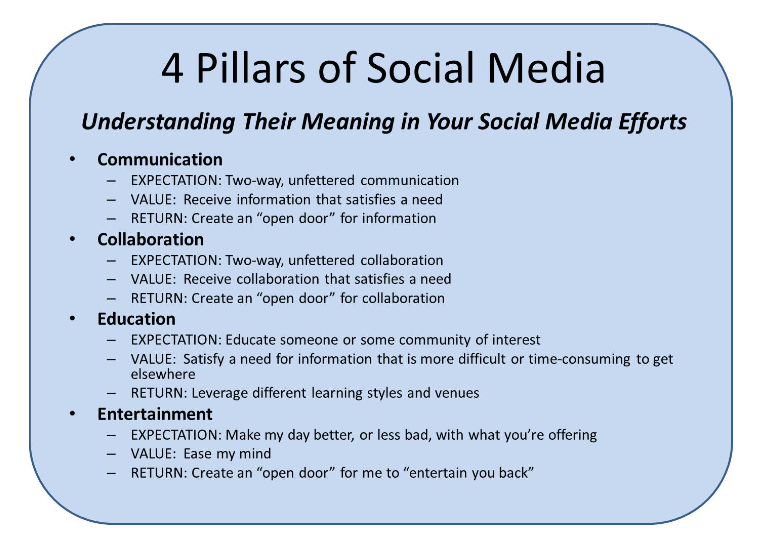 4 Pillars of Social Media
Understanding Their Meaning in Your Social Media Efforts
• Communication
– EXPECTATION: Two-way, unfettered communication
– VALUE: Receive information that satisfies a need
– RETURN: Create an “open door” for information
• Collaboration
– EXPECTATION: Two-way, unfettered collaboration
– VALUE: Receive collaboration that satisfies a need
– RETURN: Create an “open door” for collaboration
• Education
– EXPECTATION: Educate someone or some community of interest
– VALUE: Satisfy a need for information that is more difficult or time-consuming to get
elsewhere
– RETURN: Leverage different learning styles and venues
• Entertainment
– EXPECTATION: Make my day better, or less bad, with what you’re offering
– VALUE: Ease my mind
– RETURN: Create an “open door” for me to “entertain you back”